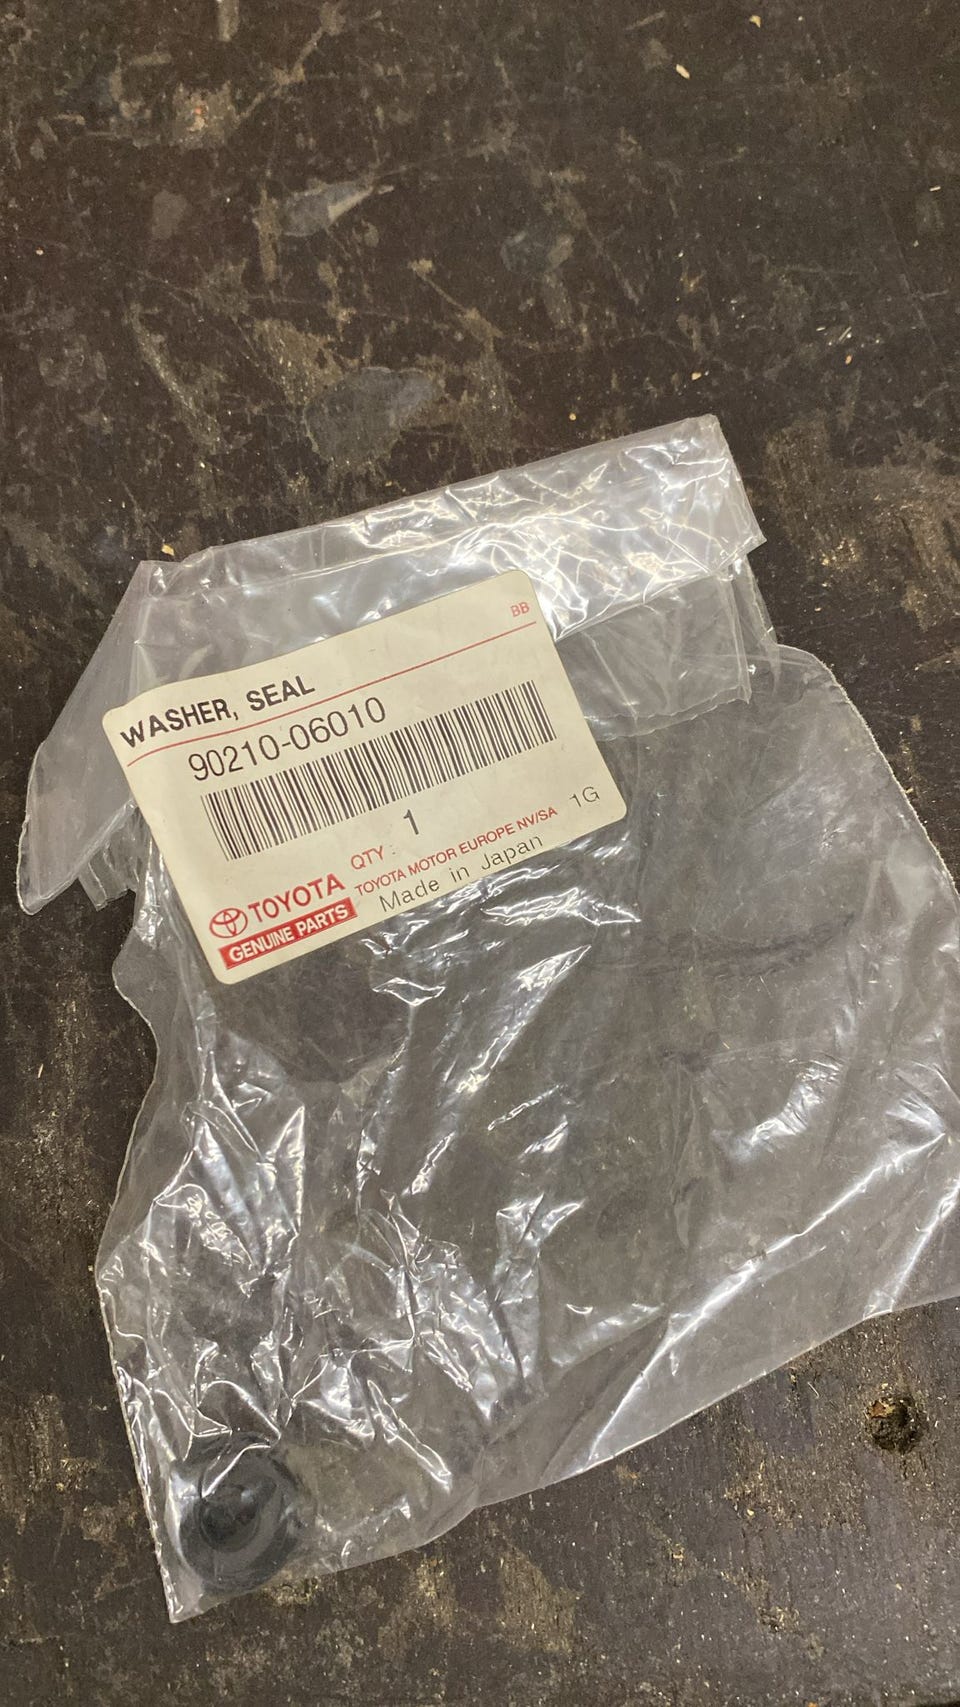 BB
WASHER, SEAL
90210-06010
1
QTY :
TOYOTA MOTOR EUROPE NV/SA 1G
Made in Japan
TOYOTA
GENUINE PARTS